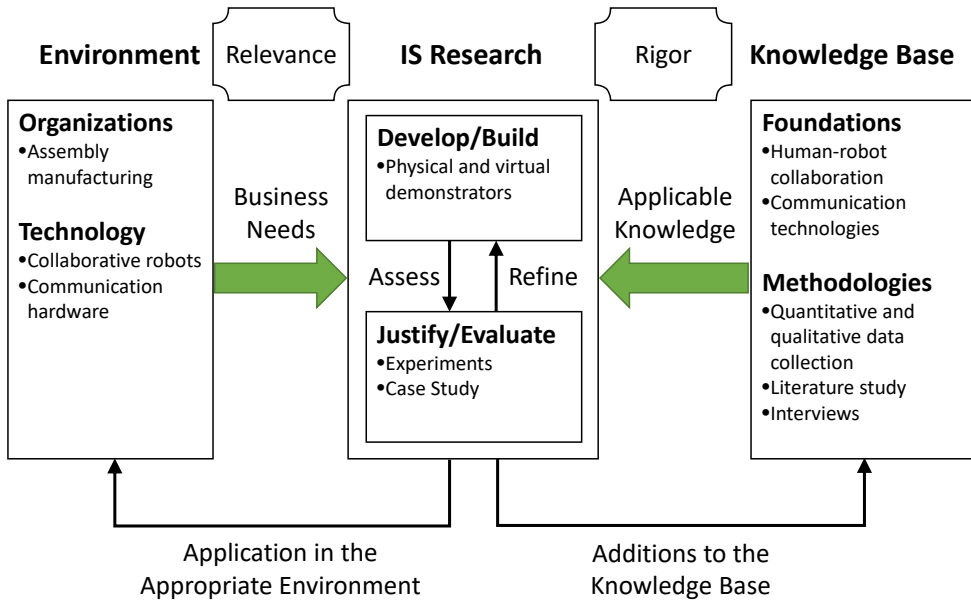 Environment
Relevance
IS Research
Rigor
Knowledge Base
Organizations
•Assembly
manufacturing
Technology
•Collaborative robots
•Communication
hardware
Business
Needs
Develop/Build
•Physical and virtual
demonstrators
Assess
Refine
Justify/Evaluate
•Experiments
•Case Study
Applicable
Knowledge
Foundations
•Human-robot
collaboration
•Communication
technologies
Methodologies
•Quantitative and
qualitative data
collection
•Literature study
•Interviews
Application in the
Appropriate Environment
Additions to the
Knowledge Base